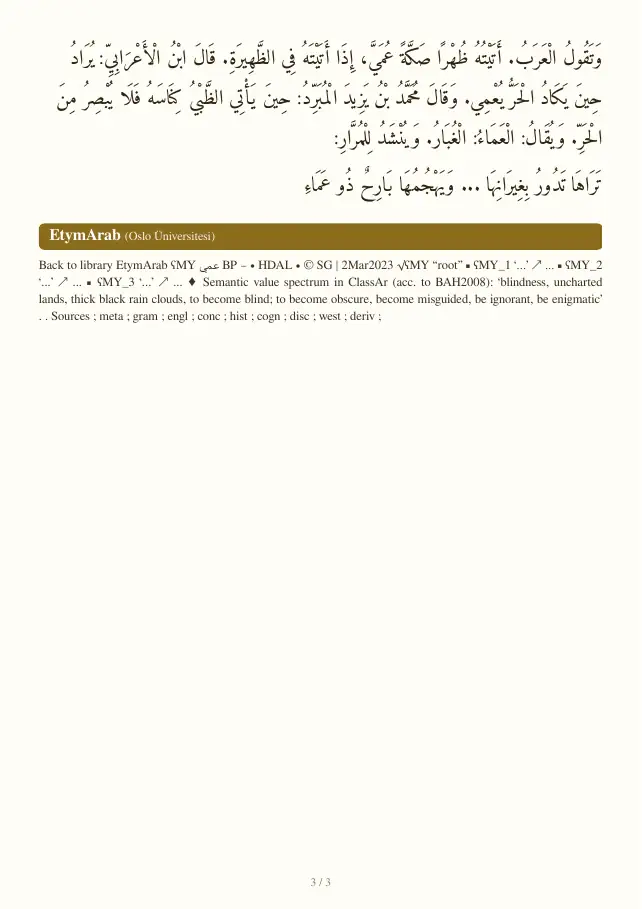 وَتَقُولُ الْعَرَبُ. أَتَيْتُهُ ظُهْرًا صَكَّةَ عُمَيَّ، إِذَا أَتَيْتَهُ فِي الظَّهِيرَةِ. قَالَ ابْنُ الْأَعْرَابِيِّ: يُرَادُ
حِينَ يَكَادُ الْحَرُّ يُعْمِي. وَقَالَ مُحَمَّدُ بْنُ يَزِيدَ الْمُبَرِّدُ: حِينَ يَأْتِي الظَّبْيُ كِنَاسَهُ فَلَا يُبْصِرُ مِنَ
الْحَرِّ. وَيُقَالُ: الْعَمَاءُ: الْغُبَارُ. وَيُنْشَدُ لِلْمُرَّارِ:
تَرَاهَا تَدُورُ بِغِيرَانِهَا ... وَيَهْجُمُهَا بَارِحٌ ذُو عَمَاءِ
EtymArab (Oslo Üniversitesi)
Back to library EtymArab ʕMY عمي BP – • HDAL • © SG | 2Mar2023 √ʕMY “root” ▪ ʕMY_1 ‘...’ ↗ ... ▪ ʕMY_2
‘...’ ↗ ... ▪ ʕMY_3 ‘...’ ↗ ... ♦ Semantic value spectrum in ClassAr (acc. to BAH2008): ‘blindness, uncharted
lands, thick black rain clouds, to become blind; to become obscure, become misguided, be ignorant, be enigmatic’
. . Sources ; meta ; gram ; engl ; conc ; hist ; cogn ; disc ; west ; deriv ;
3 / 3